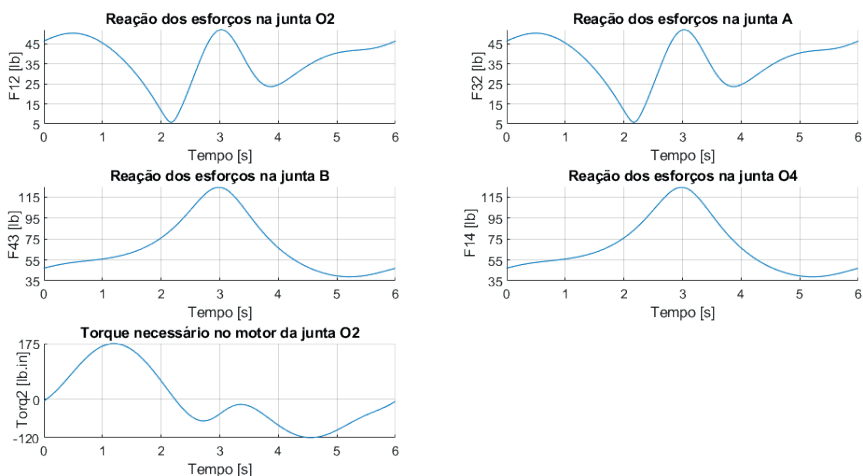 Reação dos esforços na junta O2
F12 [lb]
45
35
25
15
5
0 1 2 3 4 5 6
Tempo [s]
Reação dos esforços na junta A
F32 [lb]
45
35
25
15
5
0 1 2 3 4 5 6
Tempo [s]
Reação dos esforços na junta B
F43 [lb]
115
95
75
55
35
0 1 2 3 4 5 6
Tempo [s]
Reação dos esforços na junta O4
F14 [lb]
115
95
75
55
35
0 1 2 3 4 5 6
Tempo [s]
Torque necessário no motor da junta O2
Torq2 [lb.in]
175
0
-120
0 1 2 3 4 5 6
Tempo [s]